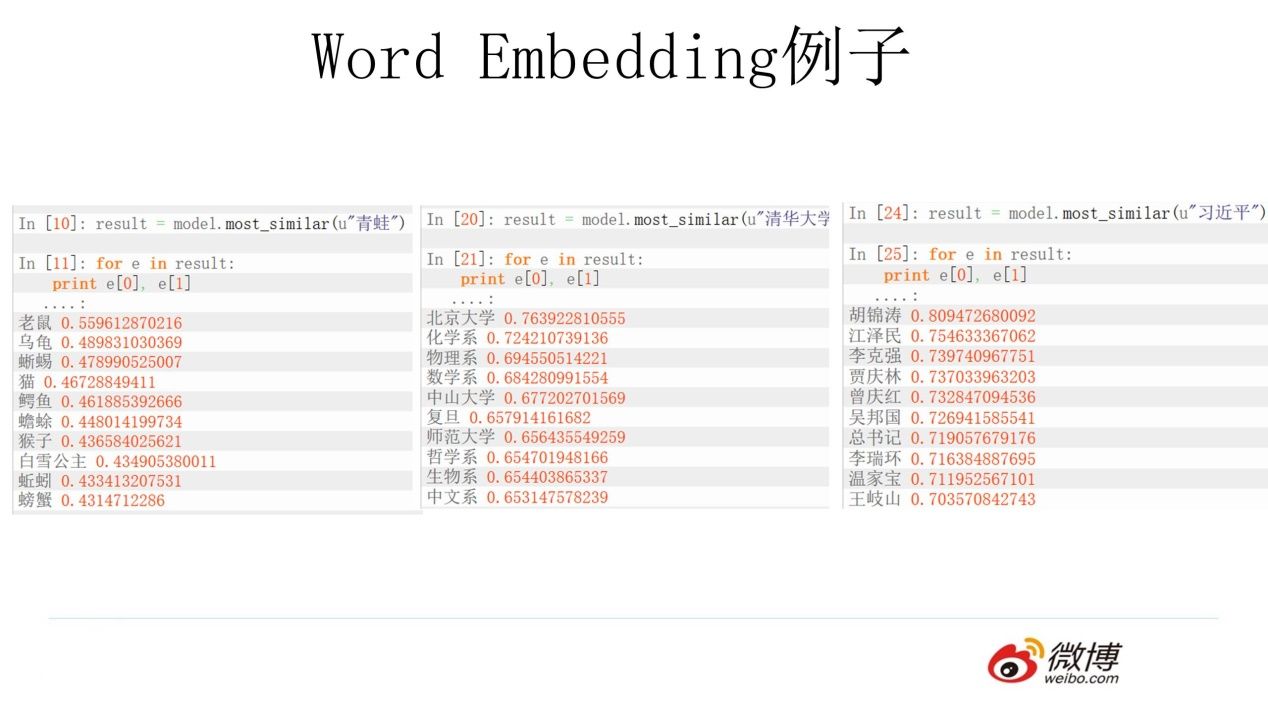 Word Embedding例子
In [10]: result = model.most_similar(u"青蛙")
In [11]: for e in result:
print e[0], e[1]
....:
老鼠 0.559612870216
乌龟 0.489831030369
蜥蜴 0.478990525007
猫 0.46728849411
鳄鱼 0.461885392666
蟾蜍 0.448014199734
猴子 0.436584025621
白雪公主 0.434905380011
蚯蚓 0.433413207531
螃蟹 0.4314712286
In [20]: result = model.most_similar(u"清华大学
In [21]: for e in result:
print e[0], e[1]
....:
北京大学 0.763922810555
化学系 0.724210739136
物理系 0.694550514221
数学系 0.684280991554
中山大学 0.677202701569
复旦 0.657914161682
师范大学 0.656435549259
哲学系 0.654701948166
生物系 0.654403865337
中文系 0.653147578239
In [24]: result = model.most_similar(u"习近平")
In [25]: for e in result:
print e[0], e[1]
....:
胡锦涛 0.809472680092
江泽民 0.754633367062
李克强 0.739740967751
贾庆林 0.737033963203
曾庆红 0.732847094536
吴邦国 0.726941585541
总书记 0.719057679176
李瑞环 0.716384887695
温家宝 0.711952567101
王岐山 0.703570842743
微博
weibo.com